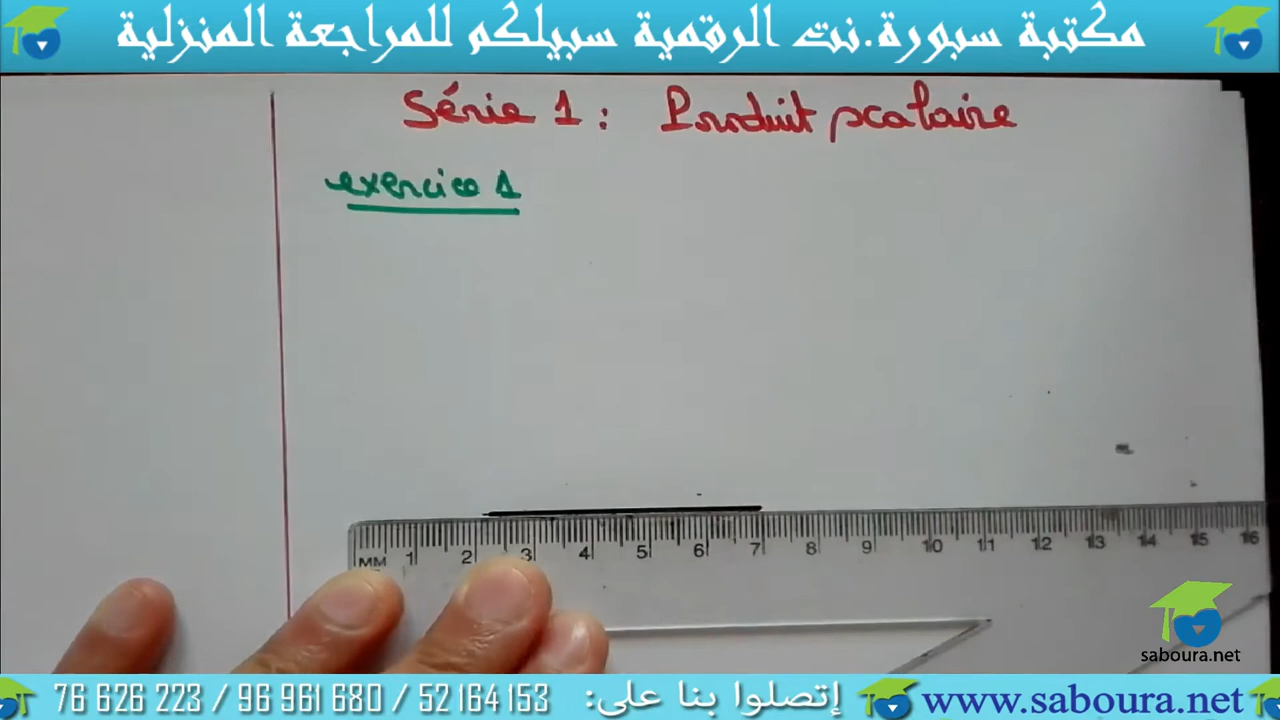 مكتبة سبورة.نت الرقمية سبيلكم للمراجعة المنزلية
Série 1 : Produit scalaire
exercice 1
MM 1 2 3 4 5 6 7 8 9 10 11 12 13 14 15 16
saboura.net
76 626 223 / 96 961 680 / 52 164 153 إتصلوا بنا على: www.saboura.net